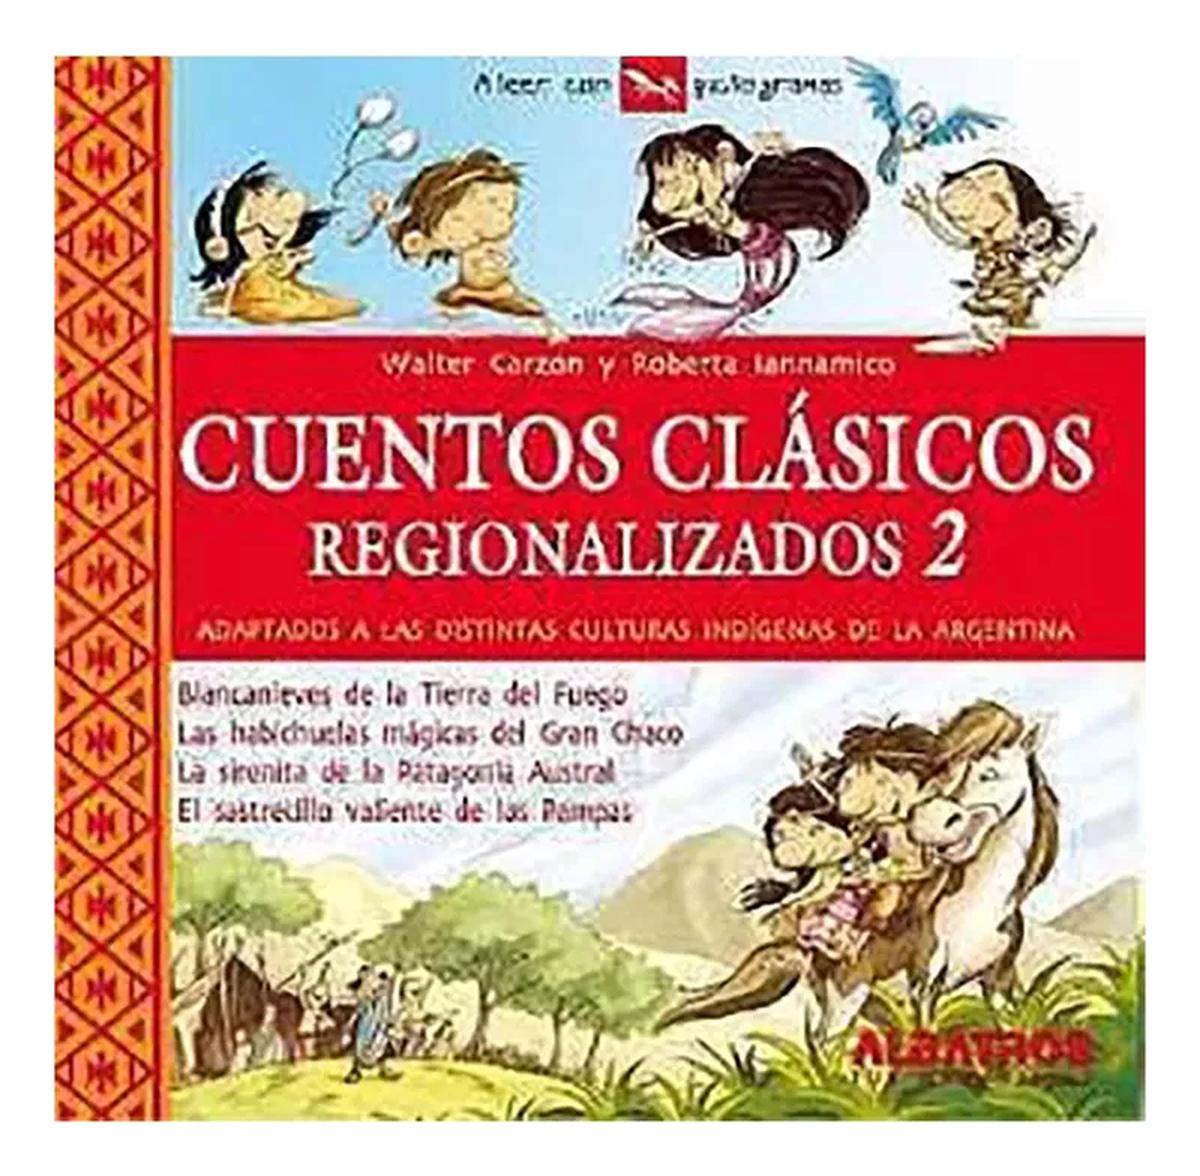 A leer con pictogramas
Walter Carzon y Roberta Iannamico
CUENTOS CLÁSICOS
REGIONALIZADOS 2
ADAPTADOS A LAS DISTINTAS CULTURAS INDÍGENAS DE LA ARGENTINA
Blancanieves de la Tierra del Fuego
Las habichuelas mágicas del Gran Chaco
La sirenita de la Patagonia Austral
El sastrecillo valiente de las Pampas
ALBATROS